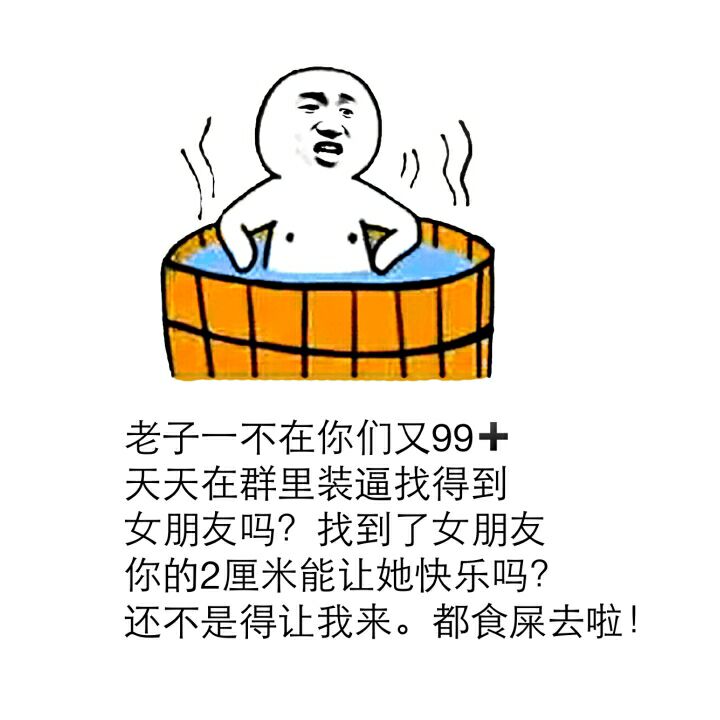 老子一不在你们又99➕
天天在群里装逼找得到
女朋友吗？找到了女朋友
你的2厘米能让她快乐吗？
还不是得让我来。都食屎去啦！